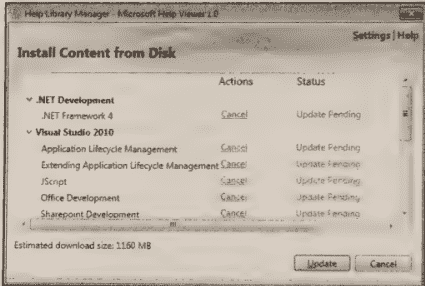 Help Library Manager - Microsoft Help Viewer 1.0
Settings | Help
Install Content from Disk
Actions Status
.NET Development
.NET Framework 4 Cancel Update Pending
Visual Studio 2010
Application Lifecycle Management Cancel Update Pending
Extending Application Lifecycle Management Cancel Update Pending
JScript Cancel Update Pending
Office Development Cancel Update Pending
Sharepoint Development Cancel Update Pending
Estimated download size: 1160 MB
Update Cancel